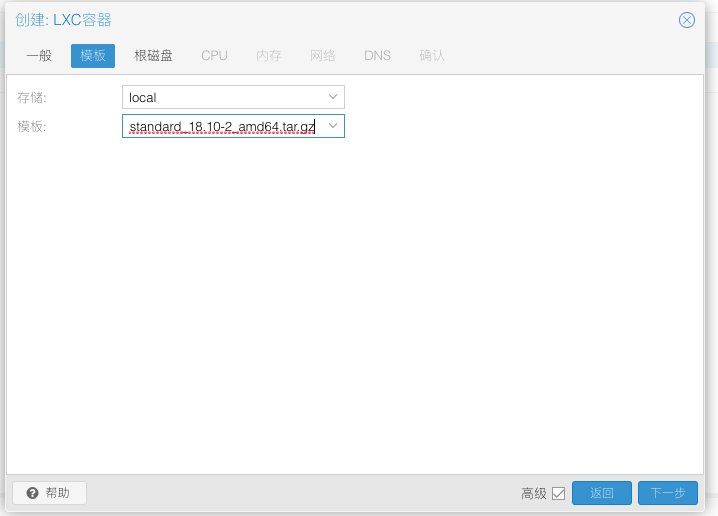 创建: LXC容器
一般 模板 根磁盘 CPU 内存 网络 DNS 确认
存储: local
模板: standard_18.10-2_amd64.tar.gz
帮助 高级 返回 下一步